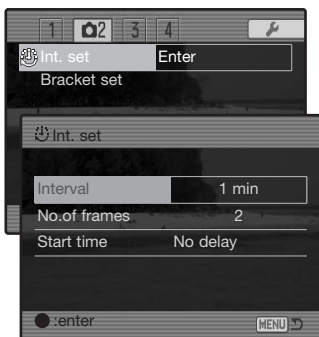 1 2 3 4
Int. set Enter
Bracket set
Int. set
Interval 1 min
No.of frames 2
Start time No delay
:enter MENU